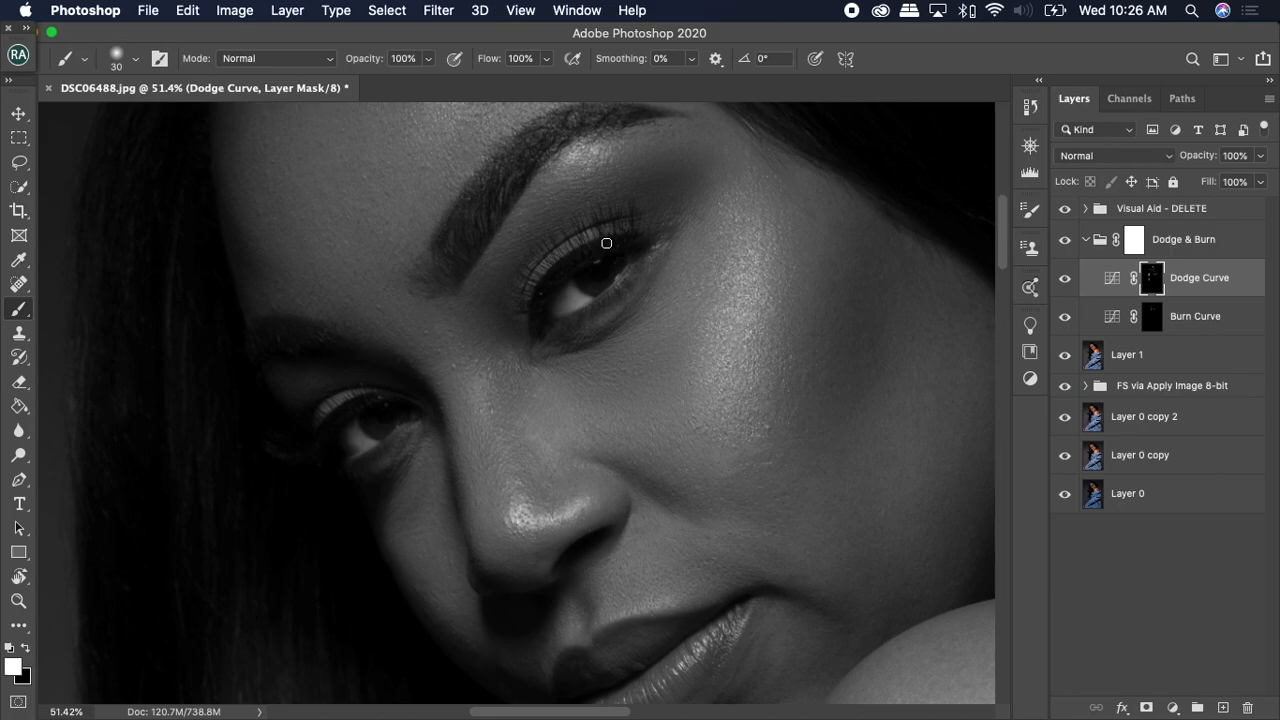 Photoshop File Edit Image Layer Type Select Filter 3D View Window Help Wed 10:26 AM
Adobe Photoshop 2020
RA
30 Mode: Normal Opacity: 100% Flow: 100% Smoothing: 0% 0°
DSC06488.jpg @ 51.4% (Dodge Curve, Layer Mask/8) *
Layers Channels Paths
Kind
Normal Opacity: 100%
Lock: Fill: 100%
Visual Aid - DELETE
Dodge & Burn
Dodge Curve
Burn Curve
Layer 1
FS via Apply Image 8-bit
Layer 0 copy 2
Layer 0 copy
Layer 0
51.42% Doc: 120.7M/738.8M